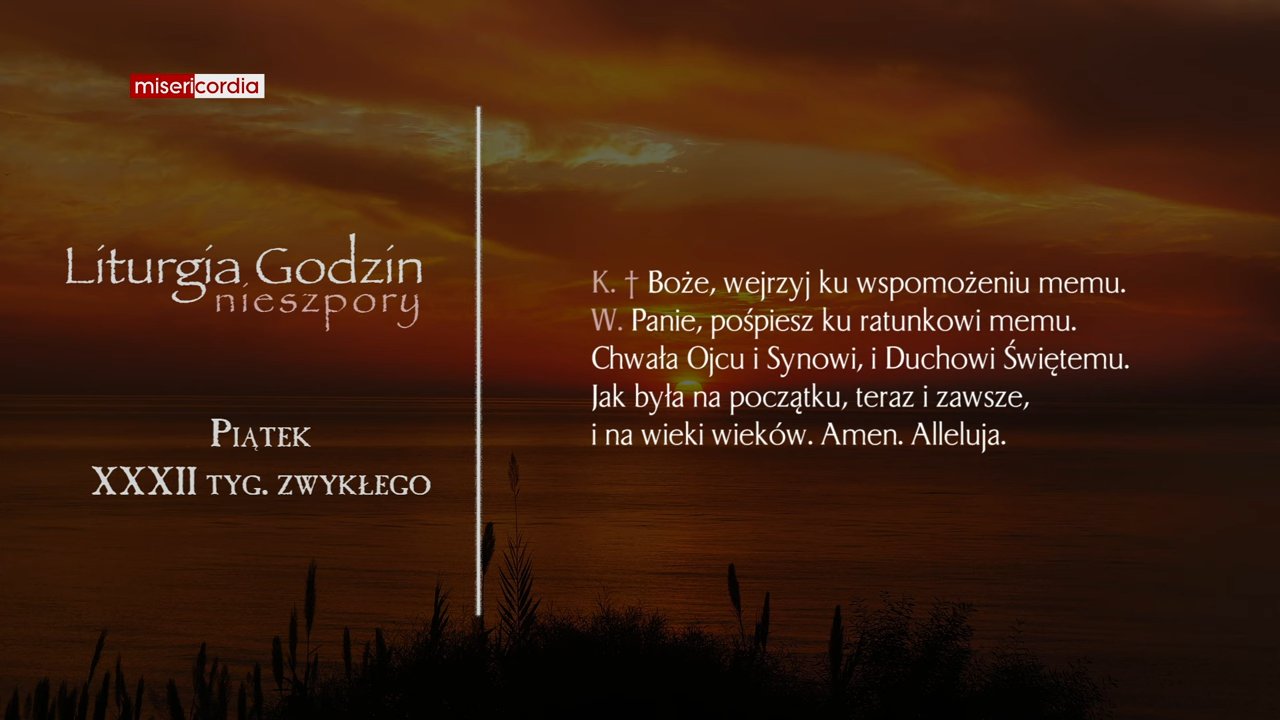 misericordia
Liturgia Godzin
nieszpory
Piątek
XXXII tyg. zwykłego
K. † Boże, wejrzyj ku wspomożeniu memu.
W. Panie, pośpiesz ku ratunkowi memu.
Chwała Ojcu i Synowi, i Duchowi Świętemu.
Jak była na początku, teraz i zawsze,
i na wieki wieków. Amen. Alleluja.